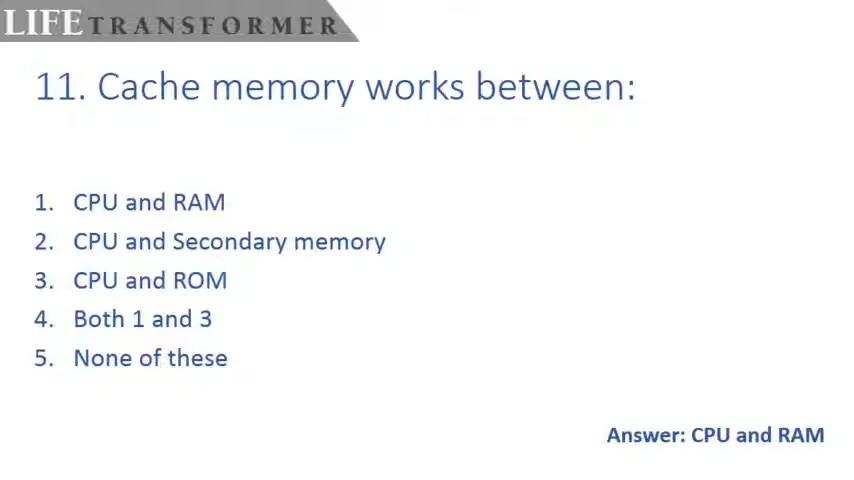 LIFE TRANSFORMER
11. Cache memory works between:
1. CPU and RAM
2. CPU and Secondary memory
3. CPU and ROM
4. Both 1 and 3
5. None of these
Answer: CPU and RAM